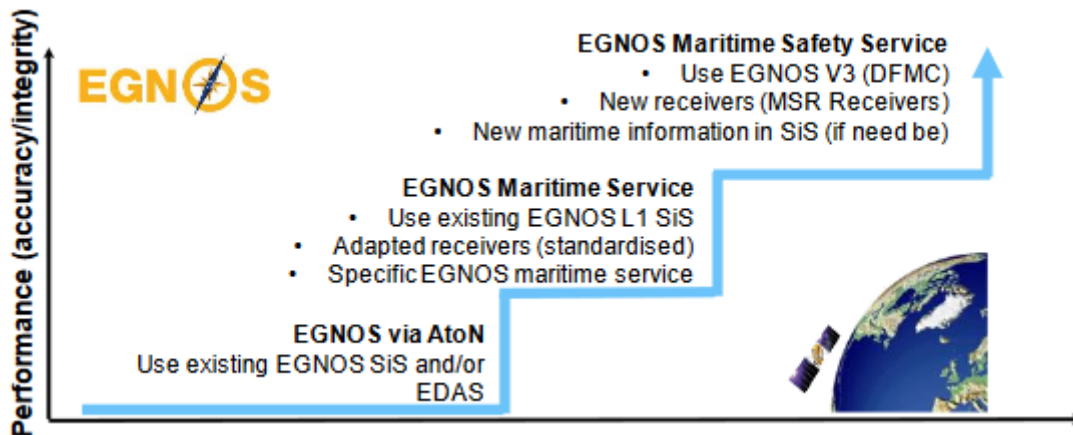 Performance (accuracy/integrity)
EGNOS
EGNOS Maritime Safety Service
• Use EGNOS V3 (DFMC)
• New receivers (MSR Receivers)
• New maritime information in SiS (if need be)
EGNOS Maritime Service
• Use existing EGNOS L1 SiS
• Adapted receivers (standardised)
• Specific EGNOS maritime service
EGNOS via AtoN
Use existing EGNOS SiS and/or
EDAS